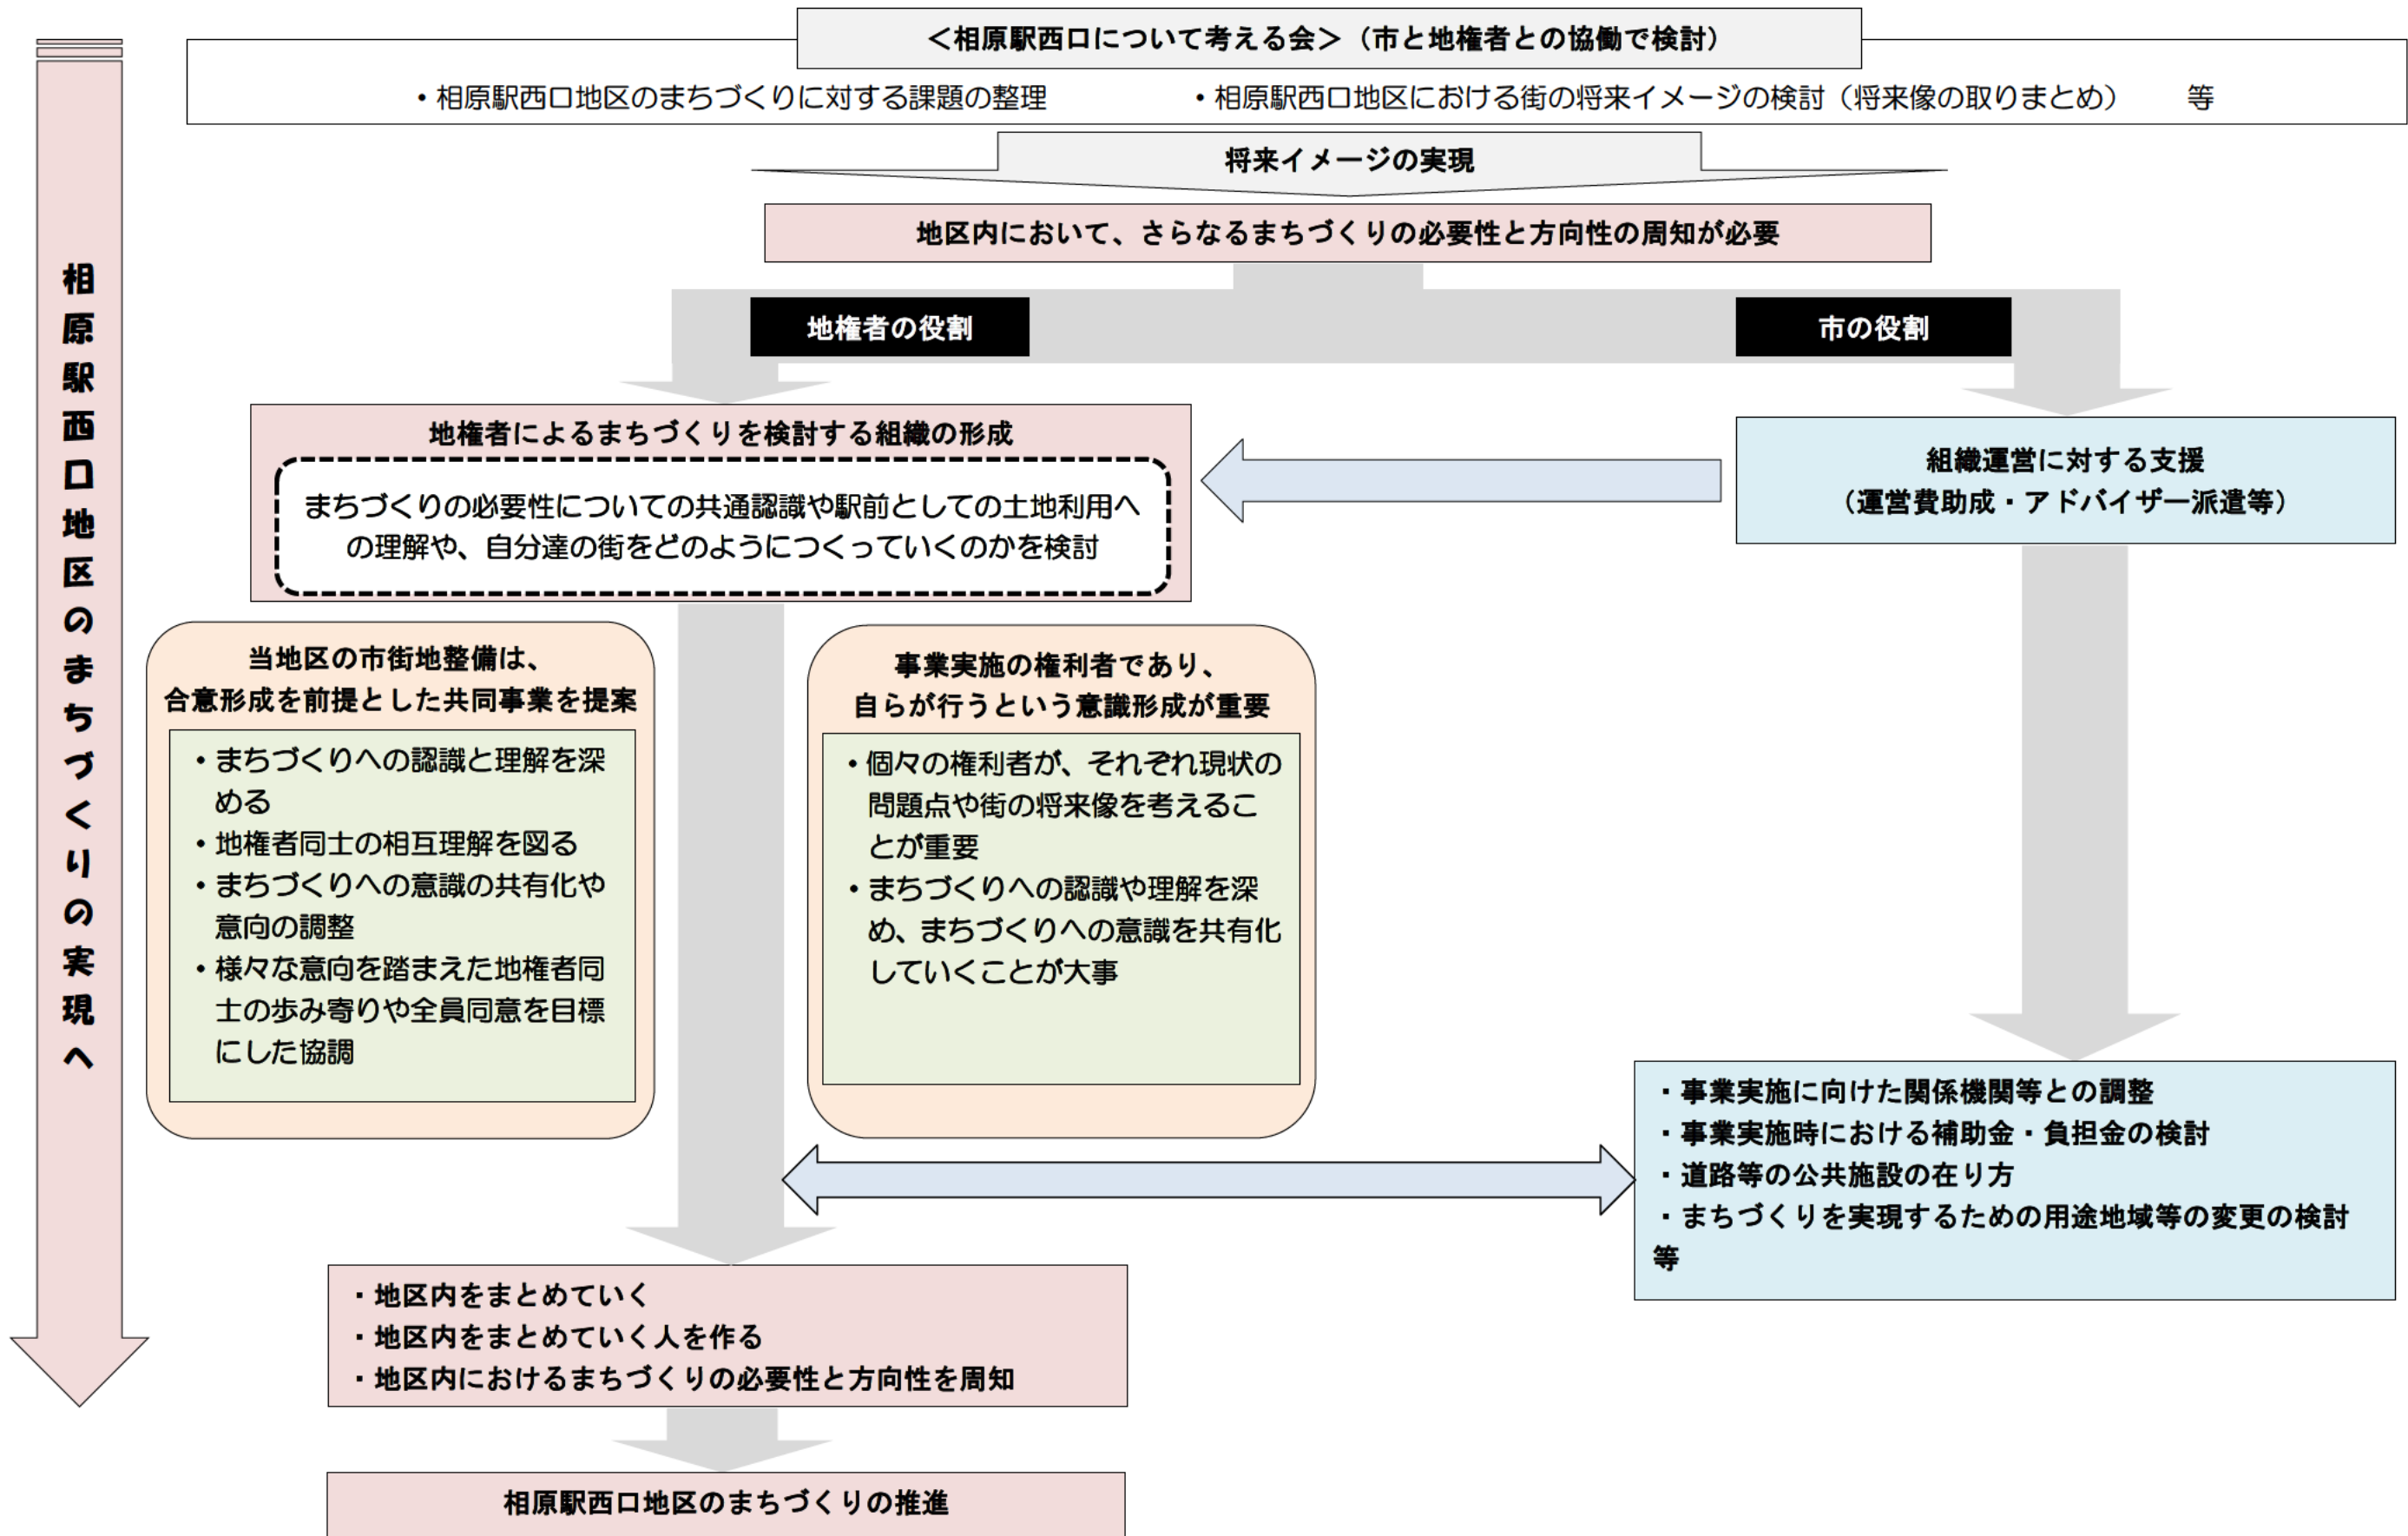 ＜相原駅西口について考える会＞（市と地権者との協働で検討）
・相原駅西口地区のまちづくりに対する課題の整理　・相原駅西口地区における街の将来イメージの検討（将来像の取りまとめ）　等
将来イメージの実現
地区内において、さらなるまちづくりの必要性と方向性の周知が必要
相原駅西口地区のまちづくりの実現へ
地権者の役割
市の役割
地権者によるまちづくりを検討する組織の形成
まちづくりの必要性についての共通認識や駅前としての土地利用へ
の理解や、自分達の街をどのようにつくっていくのかを検討
組織運営に対する支援
（運営費助成・アドバイザー派遣等）
当地区の市街地整備は、
合意形成を前提とした共同事業を提案
・まちづくりへの認識と理解を深
める
・地権者同士の相互理解を図る
・まちづくりへの意識の共有化や
意向の調整
・様々な意向を踏まえた地権者同
士の歩み寄りや全員同意を目標
にした協調
事業実施の権利者であり、
自らが行うという意識形成が重要
・個々の権利者が、それぞれ現状の
問題点や街の将来像を考えるこ
とが重要
・まちづくりへの認識や理解を深
め、まちづくりへの意識を共有化
していくことが大事
・事業実施に向けた関係機関等との調整
・事業実施時における補助金・負担金の検討
・道路等の公共施設の在り方
・まちづくりを実現するための用途地域等の変更の検討
等
・地区内をまとめていく
・地区内をまとめていく人を作る
・地区内におけるまちづくりの必要性と方向性を周知
相原駅西口地区のまちづくりの推進